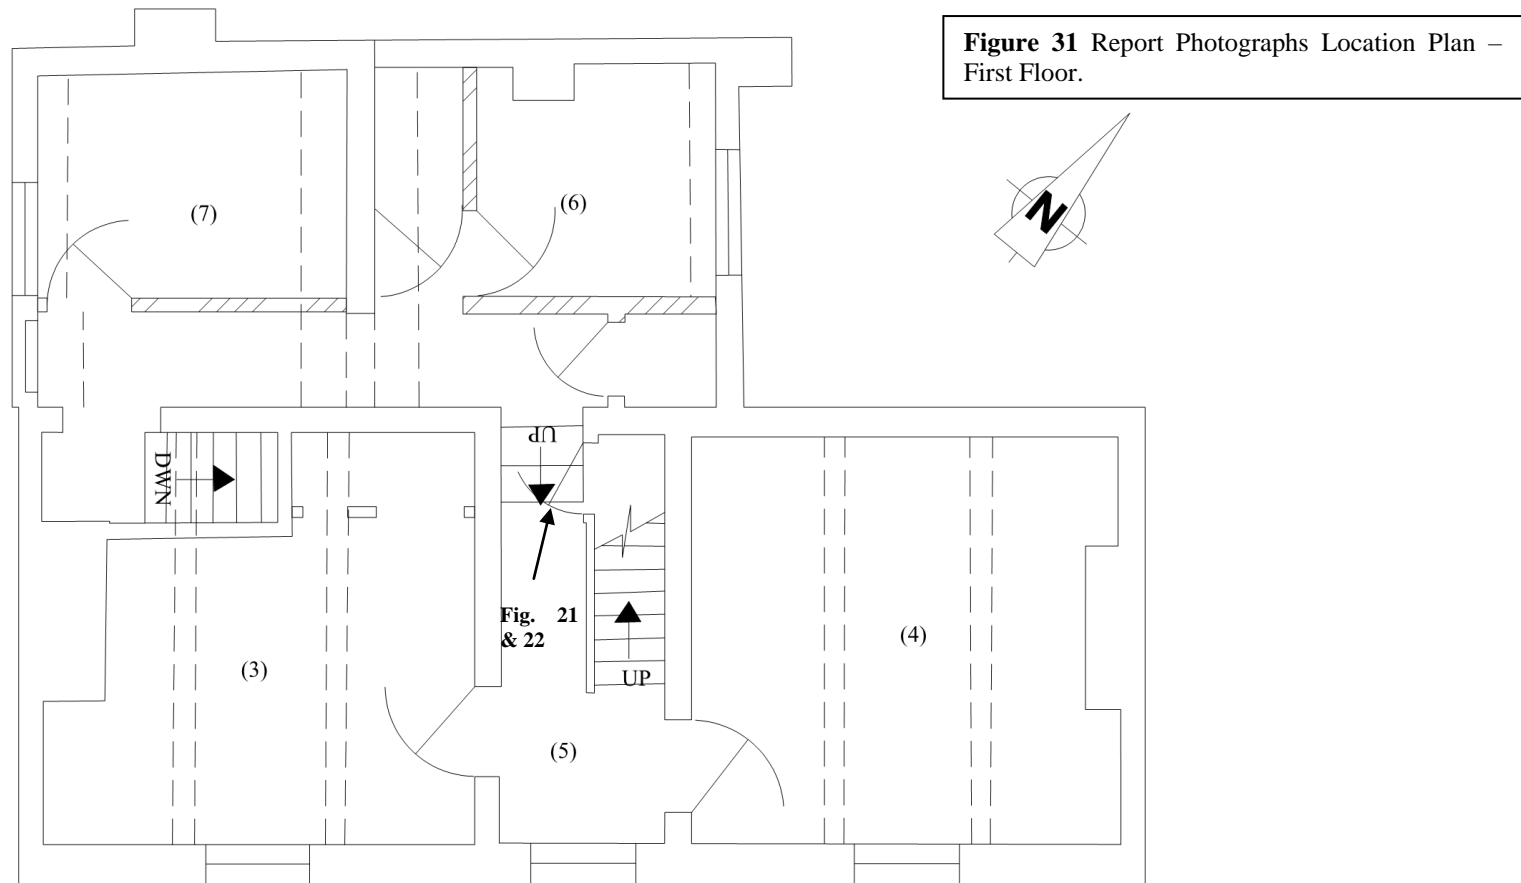 Figure 31 Report Photographs Location Plan –
First Floor.
N
(7)
(6)
UP
DWN
Fig. 21
& 22
(4)
(3)
UP
(5)